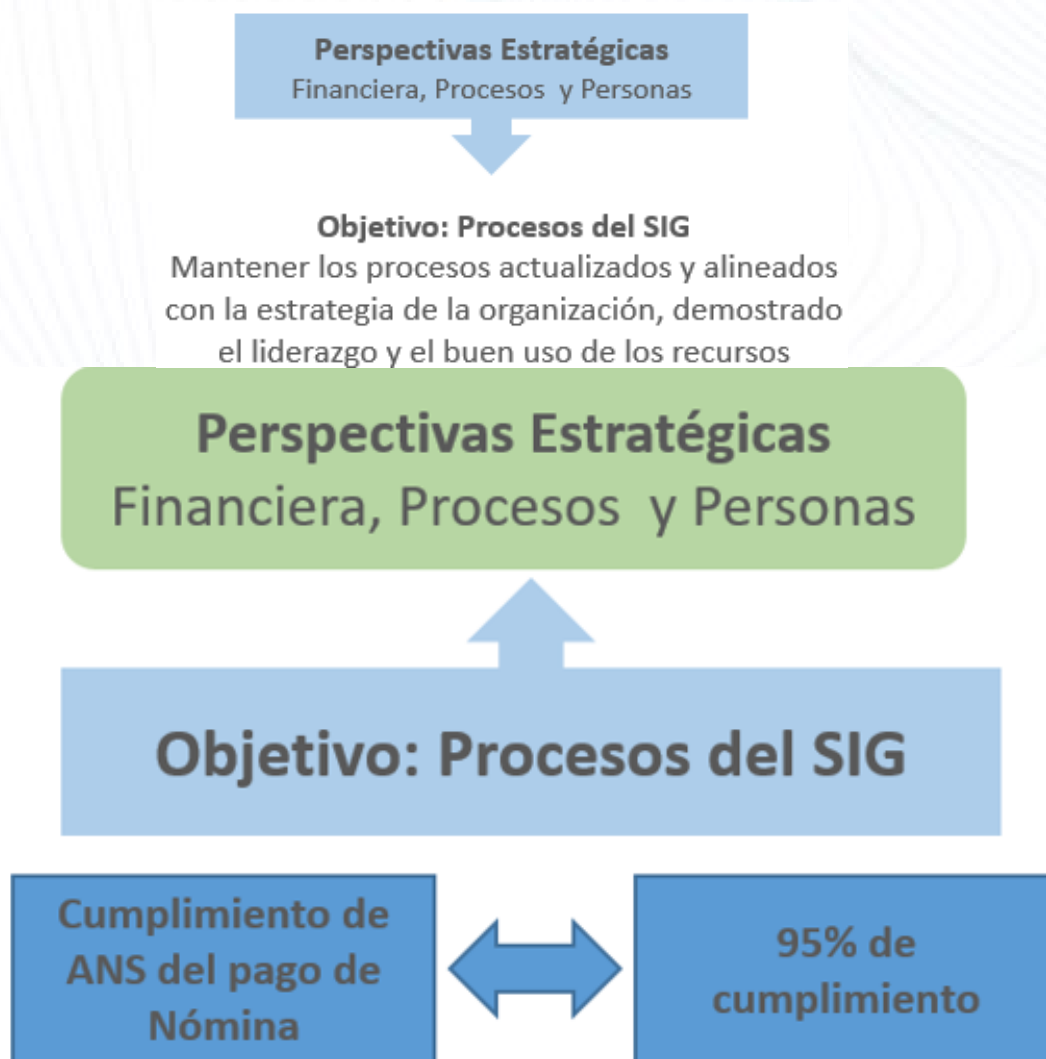 Perspectivas Estratégicas
Financiera, Procesos y Personas
Objetivo: Procesos del SIG
Mantener los procesos actualizados y alineados
con la estrategia de la organización, demostrado
el liderazgo y el buen uso de los recursos
Perspectivas Estratégicas
Financiera, Procesos y Personas
Objetivo: Procesos del SIG
Cumplimiento de
ANS del pago de
Nómina
95% de
cumplimiento